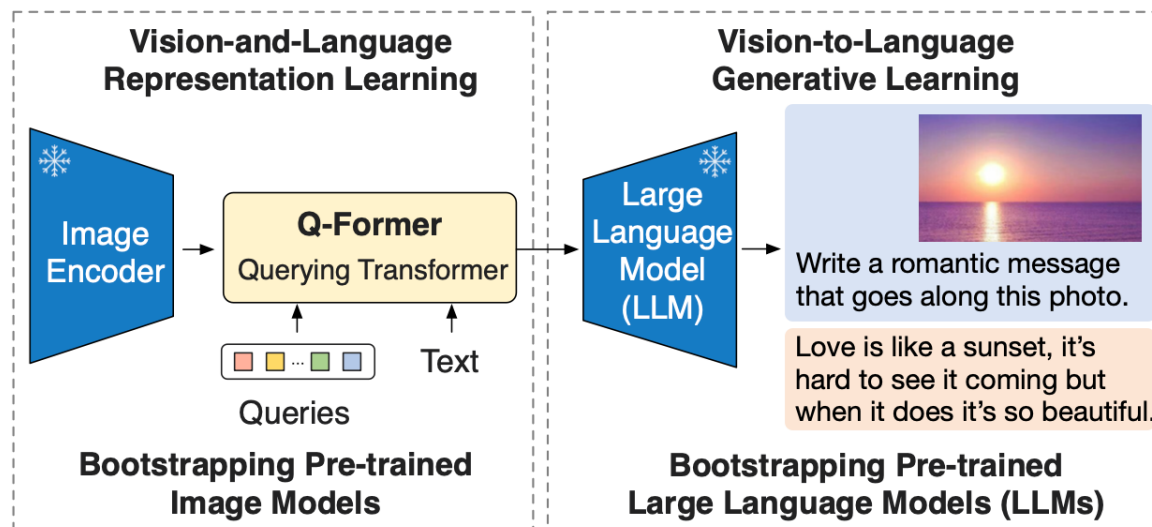 Vision-and-Language
Representation Learning
Image
Encoder
Q-Former
Querying Transformer
...
Queries
Text
Bootstrapping Pre-trained
Image Models
Vision-to-Language
Generative Learning
Large
Language
Model
(LLM)
Write a romantic message
that goes along this photo.
Love is like a sunset, it's
hard to see it coming but
when it does it's so beautiful.
Bootstrapping Pre-trained
Large Language Models (LLMs)